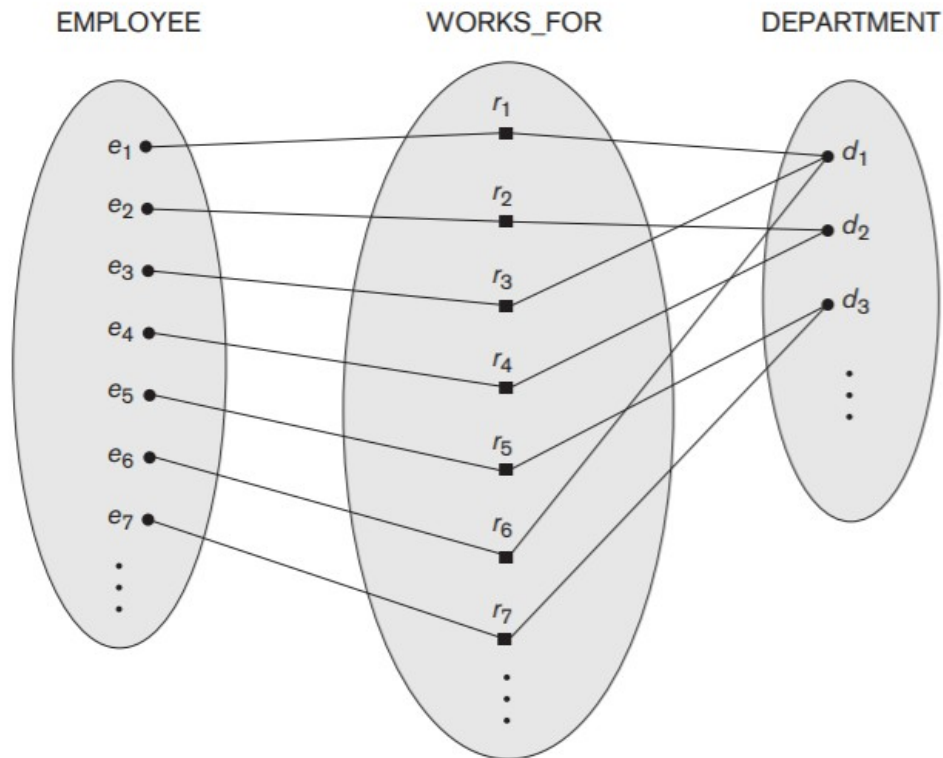 EMPLOYEE WORKS_FOR DEPARTMENT
r1
e1 d1
e2 r2 d2
e3 r3 d3
e4 r4
e5 r5
e6 r6
e7 r7